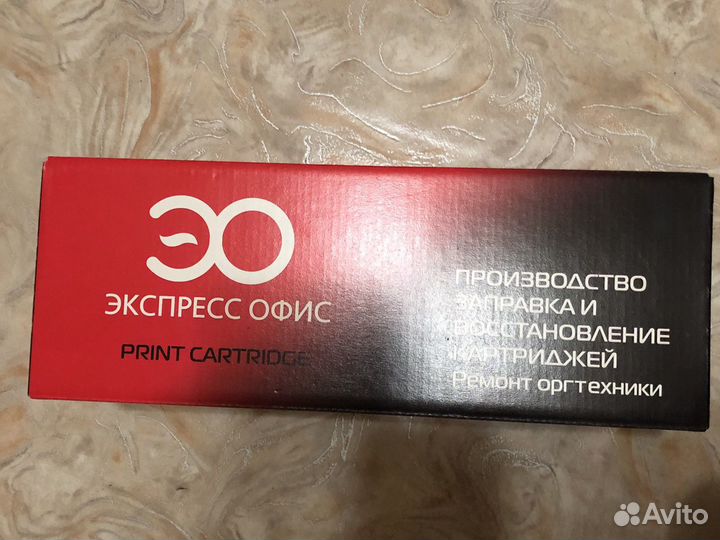 ЭО
ЭКСПРЕСС ОФИС
PRINT CARTRIDGE
ПРОИЗВОДСТВО
ЗАПРАВКА И
ВОССТАНОВЛЕНИЕ
КАРТРИДЖЕЙ
Ремонт оргтехники
Avito